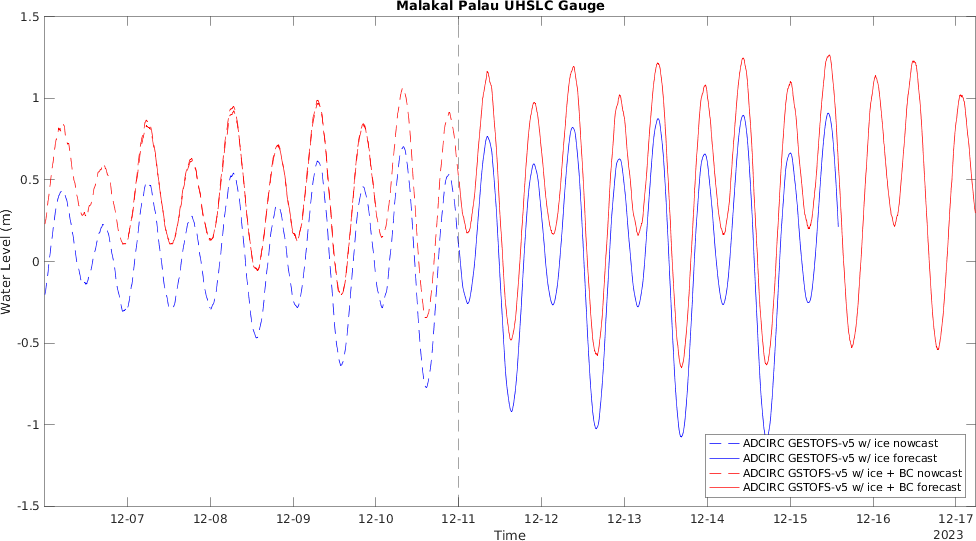 Malakal Palau UHSLC Gauge
1.5
1
0.5
0
-0.5
-1
-1.5
Water Level (m)
12-07 12-08 12-09 12-10 12-11 12-12 12-13 12-14 12-15 12-16 12-17
Time
2023
ADCIRC GESTOFS-v5 w/ ice nowcast
ADCIRC GESTOFS-v5 w/ ice forecast
ADCIRC GSTOFS-v5 w/ ice + BC nowcast
ADCIRC GSTOFS-v5 w/ ice + BC forecast